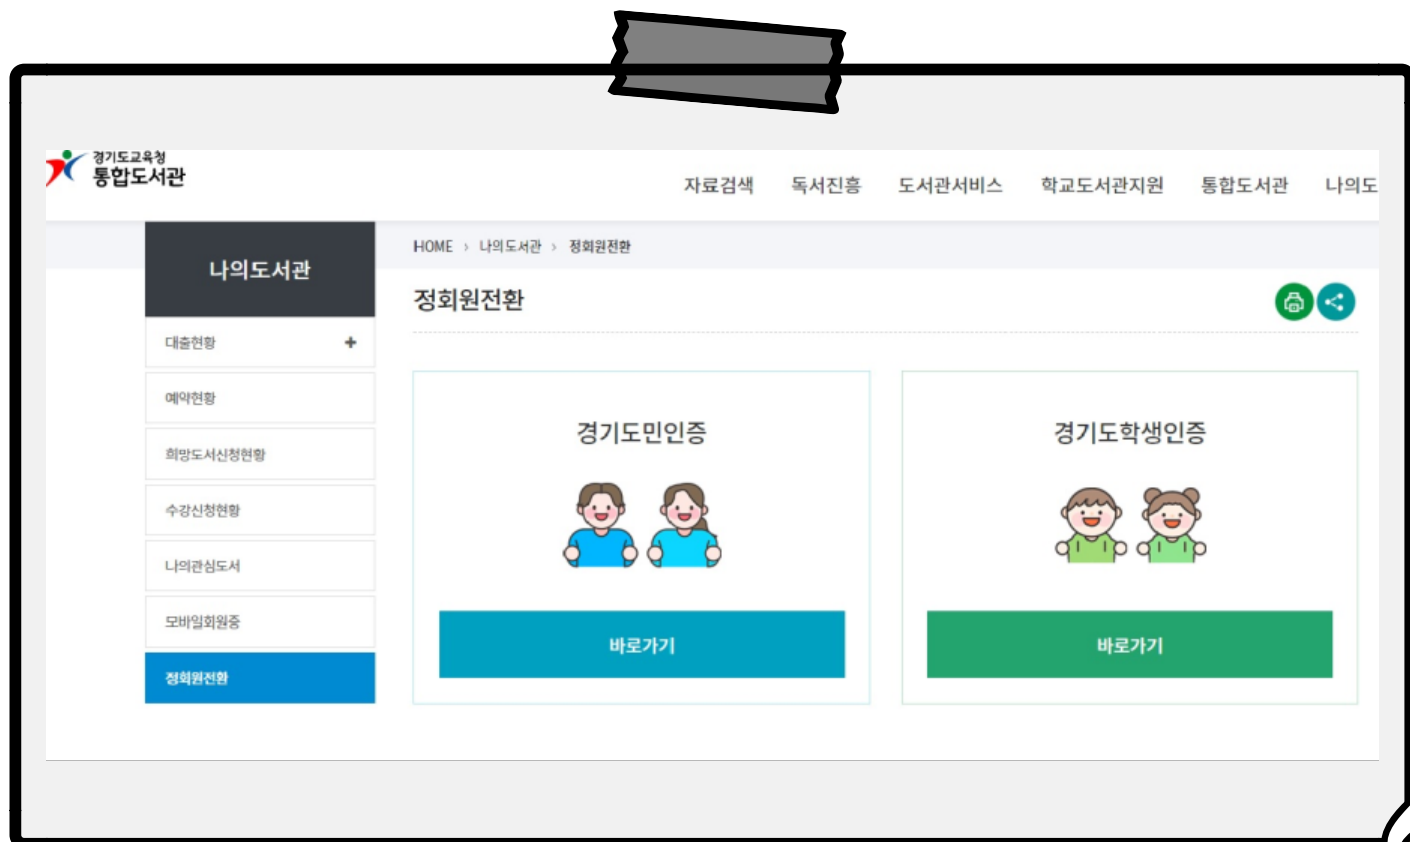 경기도교육청
통합도서관
자료검색 독서진흥 도서관서비스 학교도서관지원 통합도서관 나의도
나의도서관
HOME > 나의도서관 > 정회원전환
정회원전환
대출현황 +
예약현황
희망도서신청현황
수강신청현황
나의관심도서
모바일회원증
정회원전환
경기도민인증
바로가기
경기도학생인증
바로가기